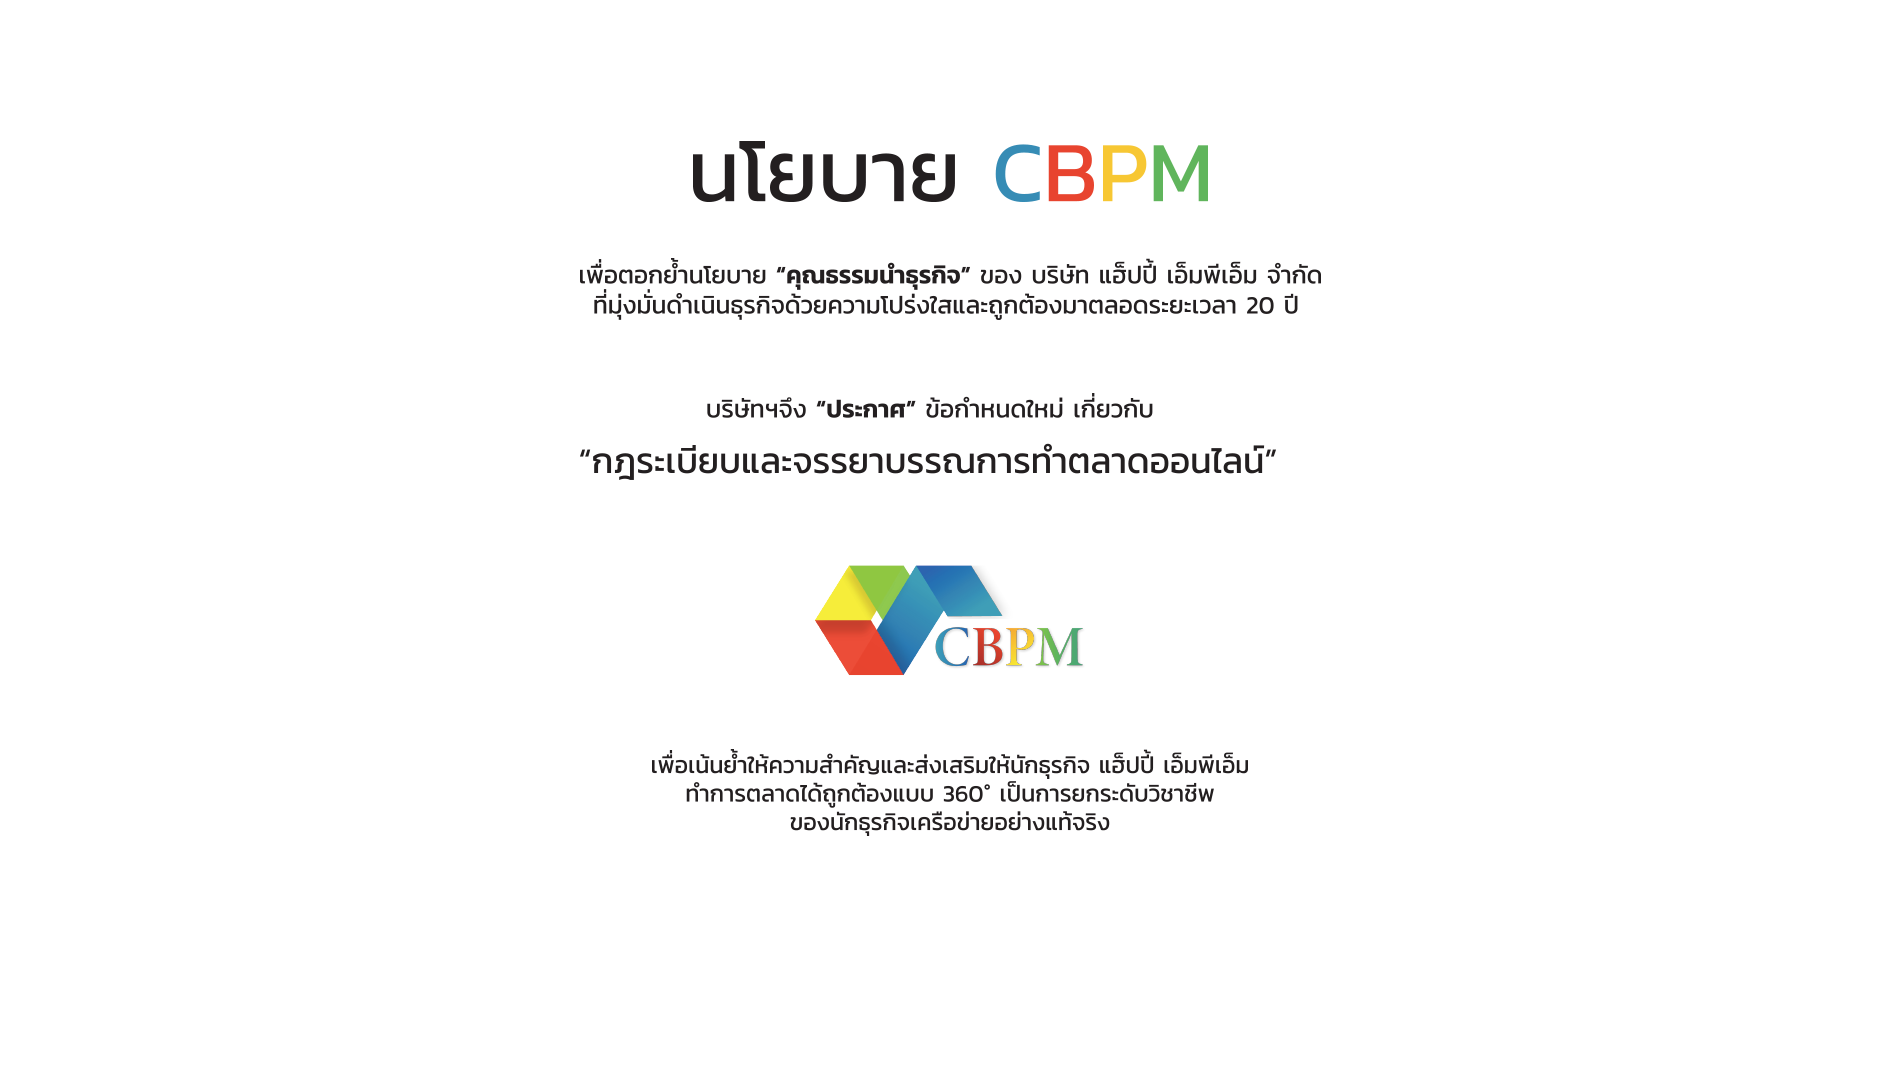 นโยบาย CBPM
เพื่อตอกย้ำนโยบาย “คุณธรรมนำธุรกิจ” ของ บริษัท แฮ็ปปี้ เอ็มพีเอ็ม จำกัด
ที่มุ่งมั่นดำเนินธุรกิจด้วยความโปร่งใสและถูกต้องมาตลอดระยะเวลา 20 ปี
บริษัทฯจึง “ประกาศ” ข้อกำหนดใหม่ เกี่ยวกับ
“กฎระเบียบและจรรยาบรรณการทำตลาดออนไลน์”
CBPM
เพื่อเน้นย้ำให้ความสำคัญและส่งเสริมให้นักธุรกิจ แฮ็ปปี้ เอ็มพีเอ็ม
ทำการตลาดได้ถูกต้องแบบ 360° เป็นการยกระดับวิชาชีพ
ของนักธุรกิจเครือข่ายอย่างแท้จริง